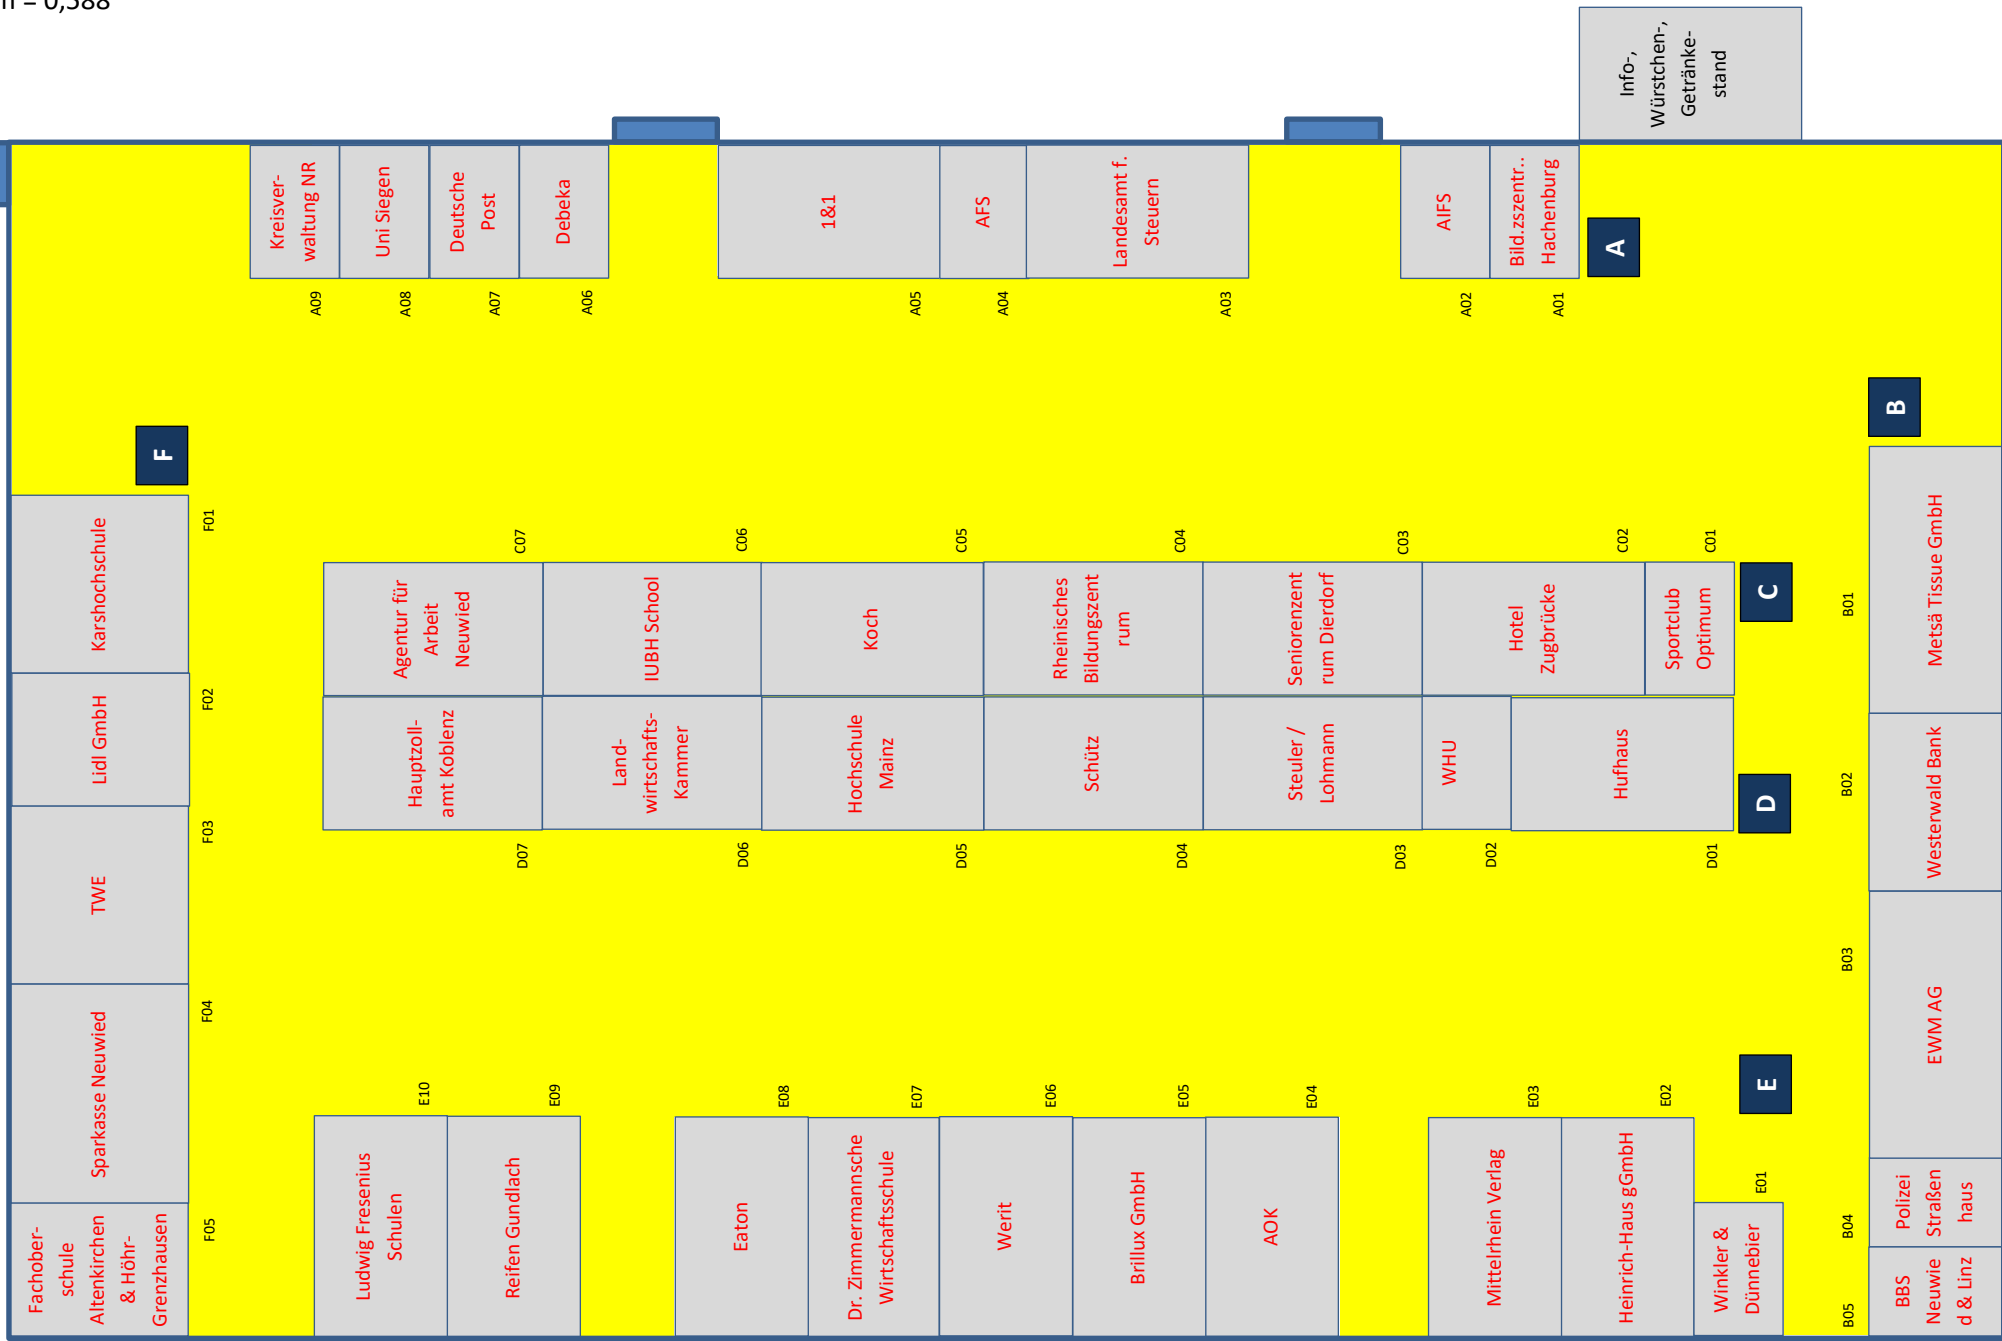 n = 0,588
Info-,
Würstchen-,
Getränke-
stand
Kreisver-
waltung NR
A09
Uni Siegen
A08
Deutsche
Post
A07
Debeka
A06
1&1
A05
AFS
A04
Landesamt f.
Steuern
A03
AIFS
A02
Bild.zszentr..
Hachenburg
A01
A
B
Metsä Tissue GmbH
B01
Westerwald Bank
B02
EWM AG
B03
Polizei
Straßen
haus
B04
BBS
Neuwie
d & Linz
B05
C
Sportclub
Optimum
C01
Hotel
Zugbrücke
C02
Seniorenzent
rum Dierdorf
C03
Rheinisches
Bildungszent
rum
C04
Koch
C05
IUBH School
C06
Agentur für
Arbeit
Neuwied
C07
D
Hufhaus
D01
WHU
D02
Steuler /
Lohmann
D03
Schütz
D04
Hochschule
Mainz
D05
Land-
wirtschafts-
Kammer
D06
Hauptzoll-
amt Koblenz
D07
E
Winkler &
Dünnebier
E01
Heinrich-Haus gGmbH
E02
Mittelrhein Verlag
E03
AOK
E04
Brillux GmbH
E05
Werit
E06
Dr. Zimmermannsche
Wirtschaftsschule
E07
Eaton
E08
Reifen Gundlach
E09
Ludwig Fresenius
Schulen
E10
F
Karshochschule
F01
Lidl GmbH
F02
TWE
F03
Sparkasse Neuwied
F04
Fachober-
schule
Altenkirchen
& Höhr-
Grenzhausen
F05